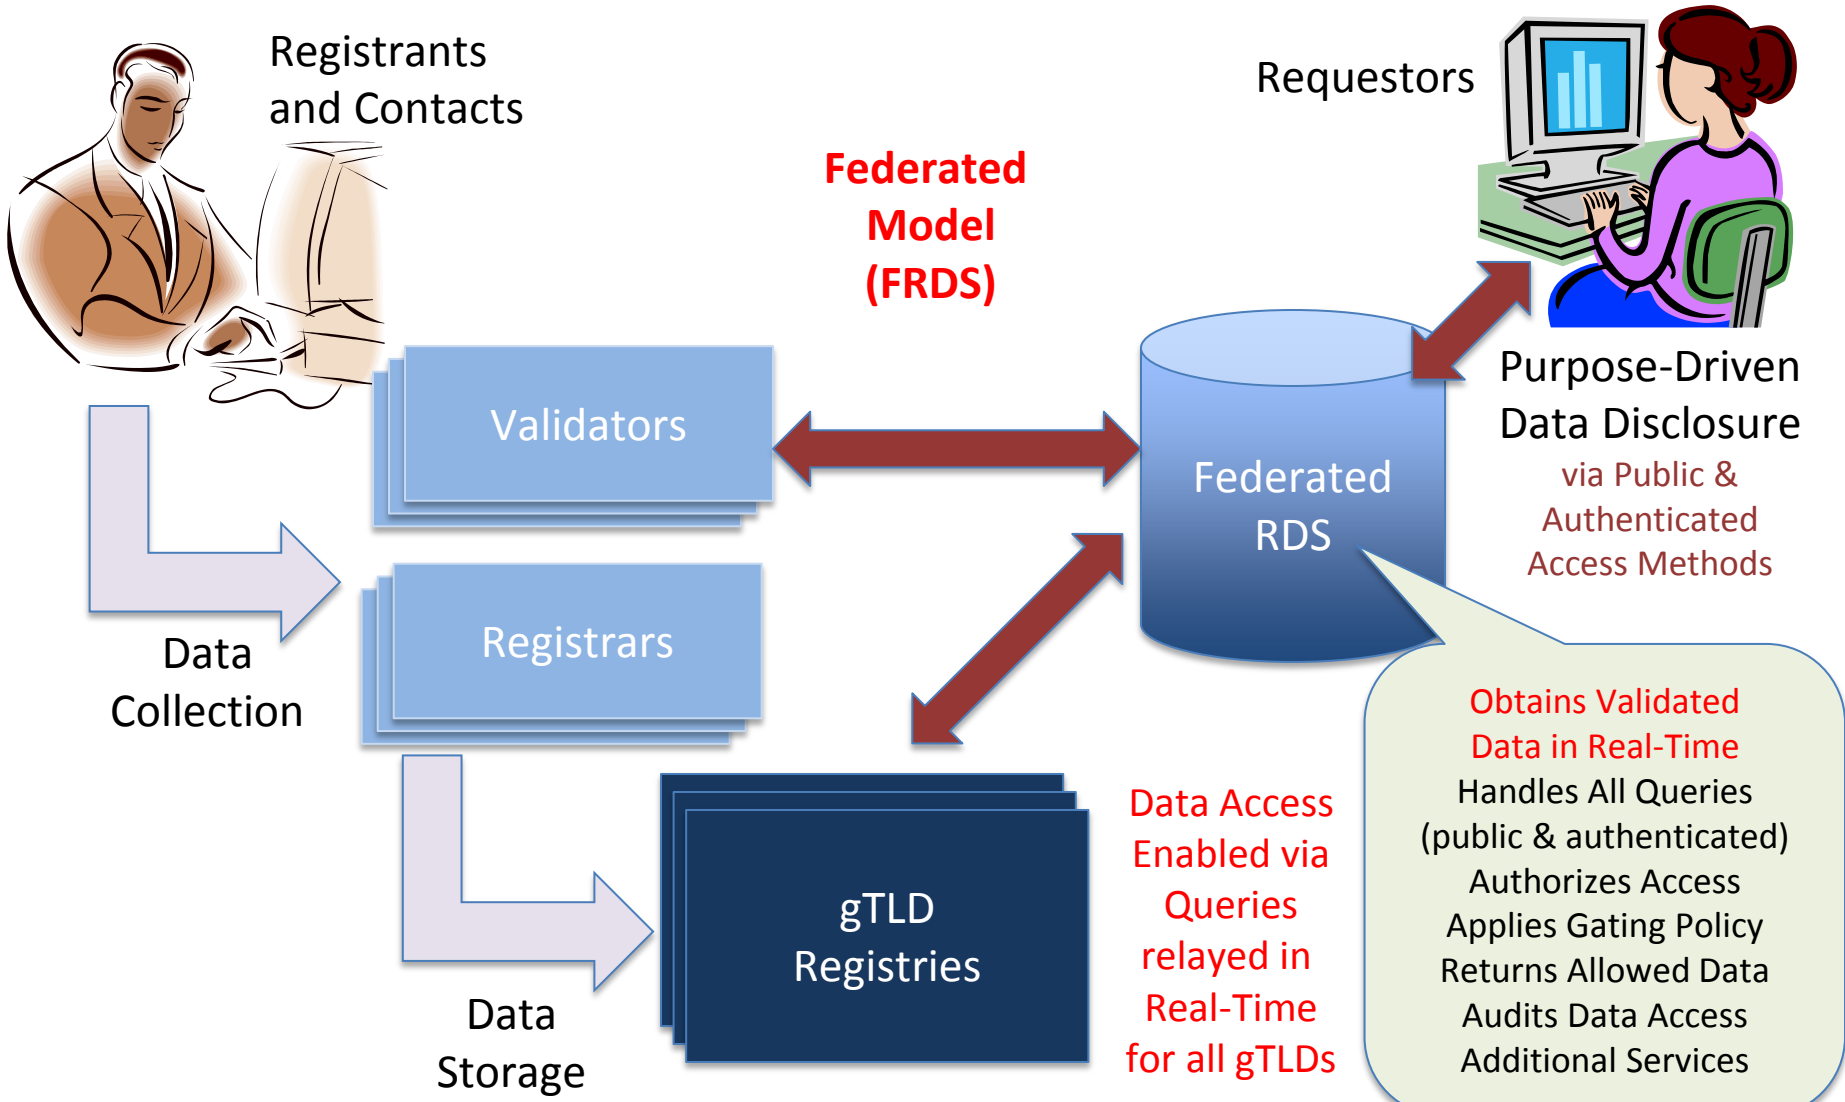 Registrants
and Contacts
Requestors
Federated
Model
(FRDS)
Validators
Federated
RDS
Purpose-Driven
Data Disclosure
via Public &
Authenticated
Access Methods
Registrars
Data
Collection
gTLD
Registries
Data
Storage
Data Access
Enabled via
Queries
relayed in
Real-Time
for all gTLDs
Obtains Validated
Data in Real-Time
Handles All Queries
(public & authenticated)
Authorizes Access
Applies Gating Policy
Returns Allowed Data
Audits Data Access
Additional Services